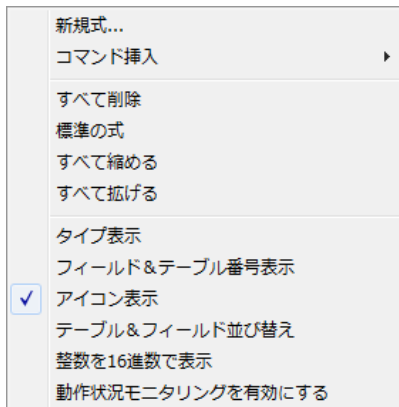 新規式...
コマンド挿入
すべて削除
標準の式
すべて縮める
すべて拡げる
タイプ表示
フィールド＆テーブル番号表示
アイコン表示
テーブル＆フィールド並び替え
整数を16進数で表示
動作状況モニタリングを有効にする